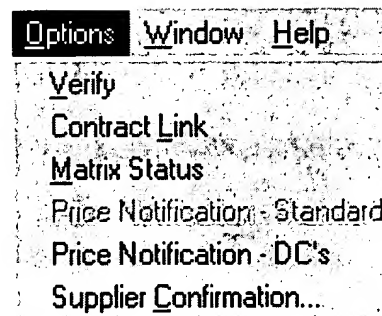 Options Window Help
Verify
Contract Link
Matrix Status
Price Notification - Standard
Price Notification - DC's
Supplier Confirmation...